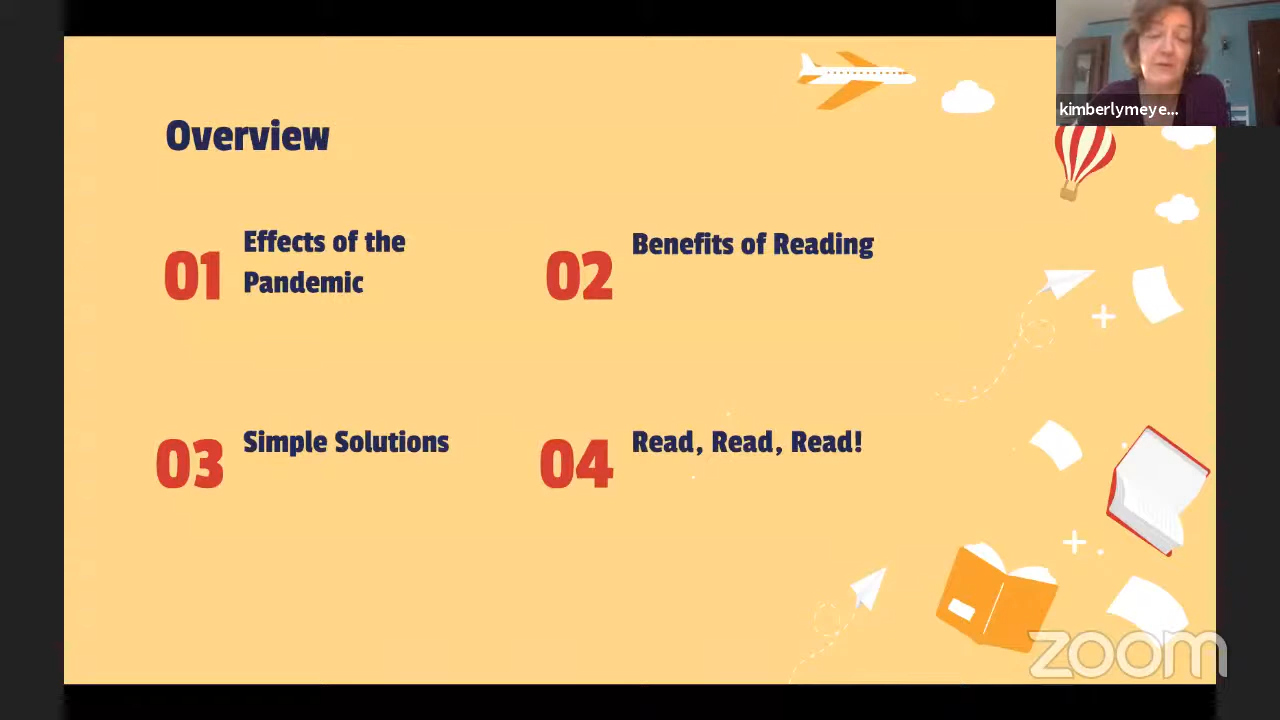 kimberlymeye...
Overview
01
Effects of the
Pandemic
02
Benefits of Reading
03
Simple Solutions
04
Read, Read, Read!
zoom